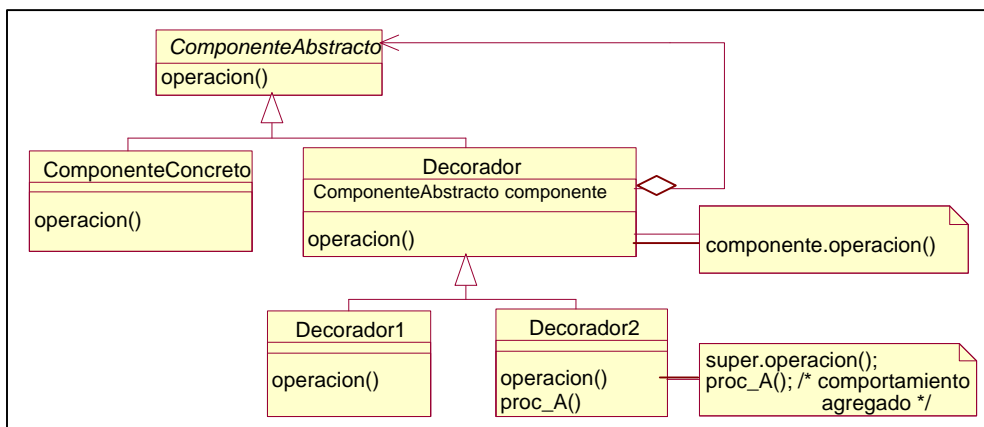 ComponenteAbstracto
operacion()
ComponenteConcreto
operacion()
Decorador
ComponenteAbstracto componente
operacion()
componente.operacion()
Decorador1
operacion()
Decorador2
operacion()
proc_A()
super.operacion();
proc_A(); /* comportamiento
agregado */